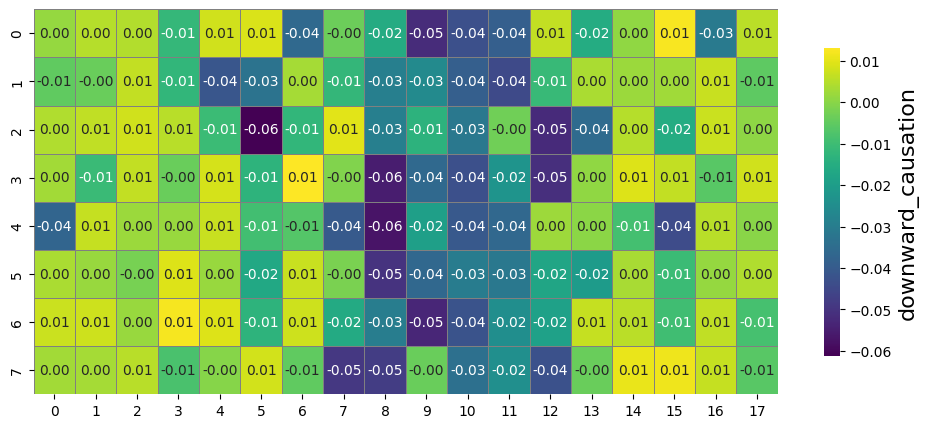 0 0.00 0.00 0.00 -0.01 0.01 0.01 -0.04 -0.00 -0.02 -0.05 -0.04 -0.04 0.01 -0.02 0.00 0.01 -0.03 0.01
1 -0.01 -0.00 0.01 -0.01 -0.04 -0.03 0.00 -0.01 -0.03 -0.03 -0.04 -0.04 -0.01 0.00 0.00 0.00 0.01 -0.01
2 0.00 0.01 0.01 0.01 -0.01 -0.06 -0.01 0.01 -0.03 -0.01 -0.03 -0.00 -0.05 -0.04 0.00 -0.02 0.01 0.00
3 0.00 -0.01 0.01 -0.00 0.01 -0.01 0.01 -0.00 -0.06 -0.04 -0.04 -0.02 -0.05 0.00 0.01 0.01 -0.01 0.01
4 -0.04 0.01 0.00 0.00 0.01 -0.01 -0.01 -0.04 -0.06 -0.02 -0.04 -0.04 0.00 0.00 -0.01 -0.04 0.01 0.00
5 0.00 0.00 -0.00 0.01 0.00 -0.02 0.01 -0.00 -0.05 -0.04 -0.03 -0.03 -0.02 -0.02 0.00 -0.01 0.00 0.00
6 0.01 0.01 0.00 0.01 0.01 -0.01 0.01 -0.02 -0.03 -0.05 -0.04 -0.02 -0.02 0.01 0.01 -0.01 0.01 -0.01
7 0.00 0.00 0.01 -0.01 -0.00 0.01 -0.01 -0.05 -0.05 -0.00 -0.03 -0.02 -0.04 -0.00 0.01 0.01 0.01 -0.01
0 1 2 3 4 5 6 7 8 9 10 11 12 13 14 15 16 17
0.01
0.00
−0.01
−0.02
−0.03
−0.04
−0.05
−0.06
downward_causation